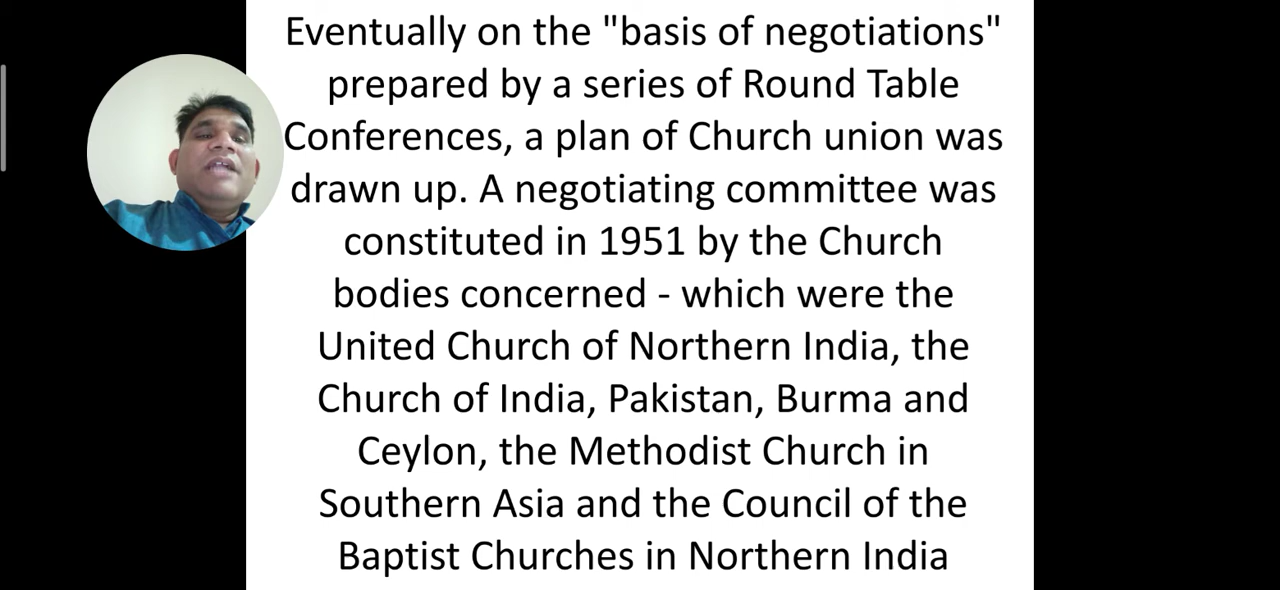 Eventually on the "basis of negotiations"
prepared by a series of Round Table
Conferences, a plan of Church union was
drawn up. A negotiating committee was
constituted in 1951 by the Church
bodies concerned - which were the
United Church of Northern India, the
Church of India, Pakistan, Burma and
Ceylon, the Methodist Church in
Southern Asia and the Council of the
Baptist Churches in Northern India